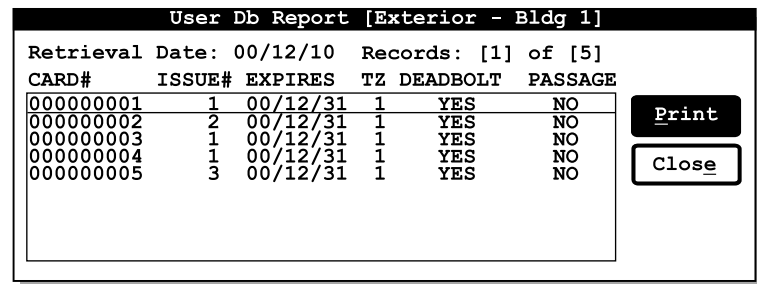 User Db Report [Exterior - Bldg 1]
Retrieval Date: 00/12/10 Records: [1] of [5]
CARD# ISSUE# EXPIRES TZ DEADBOLT PASSAGE
000000001 1 00/12/31 1 YES NO
000000002 2 00/12/31 1 YES NO
000000003 1 00/12/31 1 YES NO
000000004 1 00/12/31 1 YES NO
000000005 3 00/12/31 1 YES NO
Print
Close